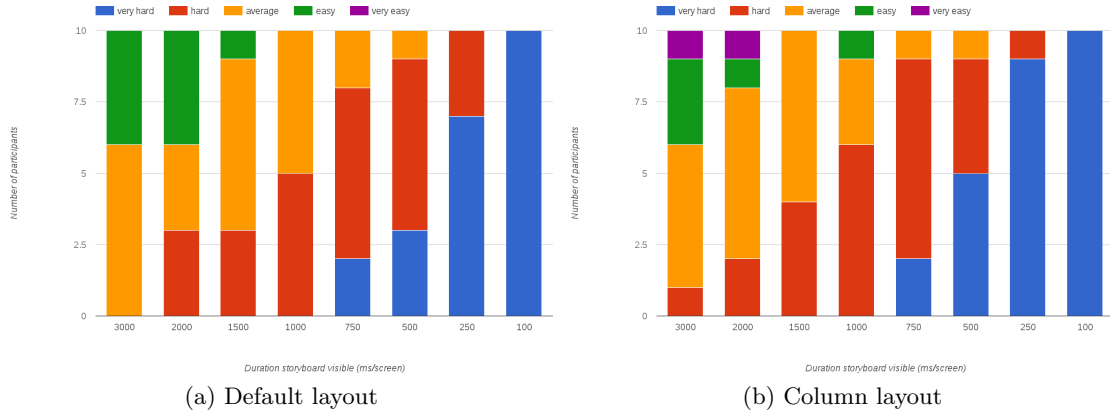 very hard hard average easy very easy
10
7.5
5
2.5
0
Number of participants
3000 2000 1500 1000 750 500 250 100
Duration storyboard visible (ms/screen)
(a) Default layout
very hard hard average easy very easy
10
7.5
5
2.5
0
Number of participants
3000 2000 1500 1000 750 500 250 100
Duration storyboard visible (ms/screen)
(b) Column layout